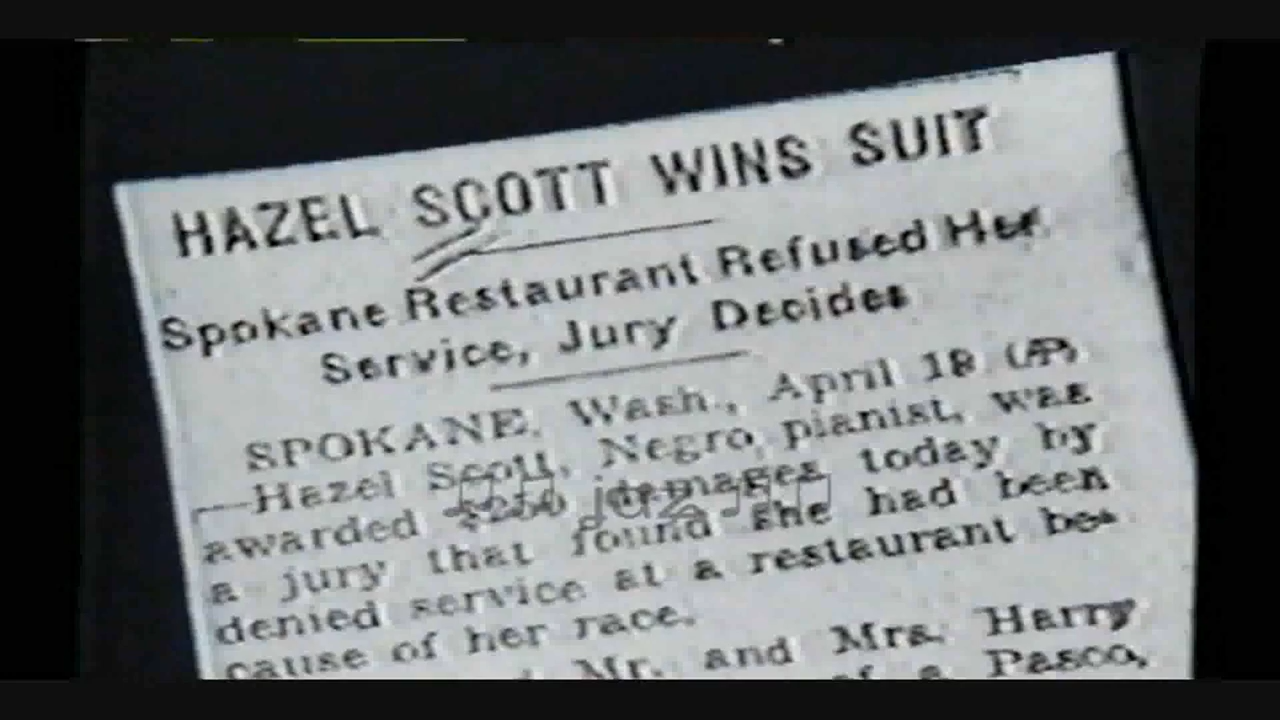 HAZEL SCOTT WINS SUIT
Spokane Restaurant Refused Her
Service, Jury Decides
SPOKANE, Wash., April 18 (AP)
—Hazel Scott, Negro pianist, was
awarded $250 damages today by
a jury that found she had been
denied service at a restaurant be-
cause of her race.
Mr. and Mrs. Harry
of a Pasco,